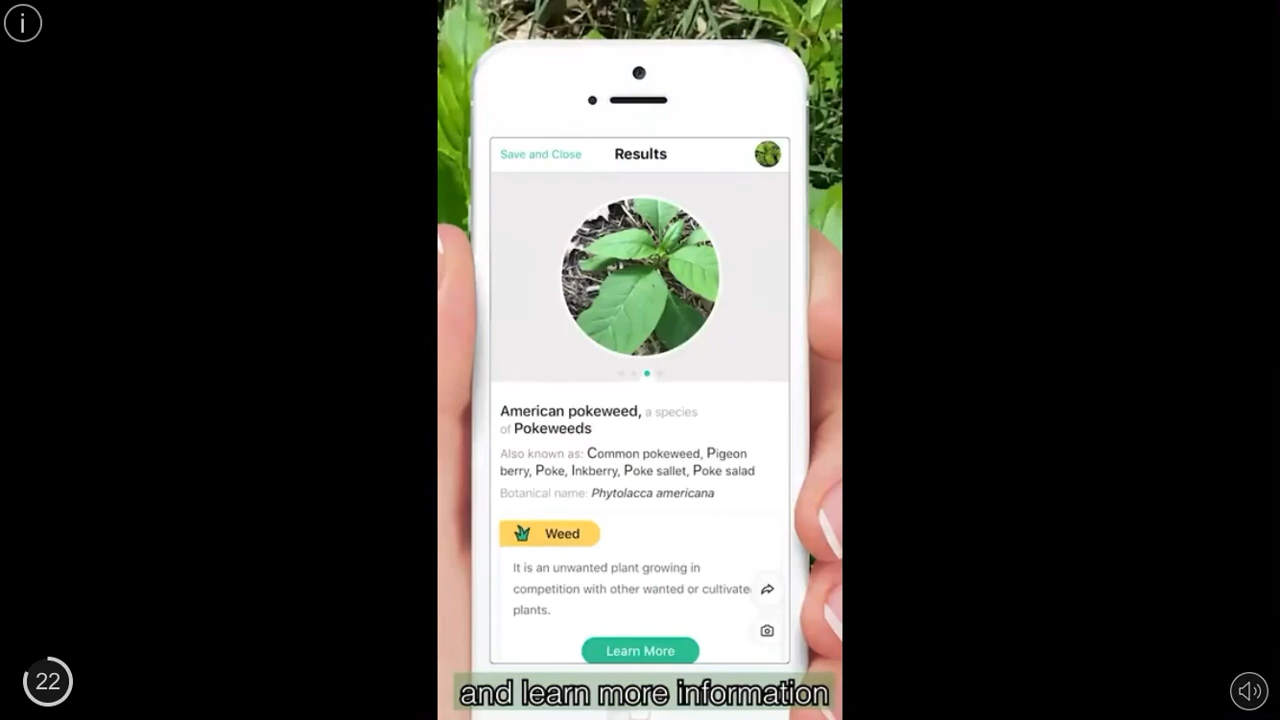 i
Save and Close
Results
American pokeweed, a species
of Pokeweeds
Also known as: Common pokeweed, Pigeon
berry, Poke, Inkberry, Poke sallet, Poke salad
Botanical name: Phytolacca americana
Weed
It is an unwanted plant growing in
competition with other wanted or cultivate
plants.
Learn More
and learn more information
22